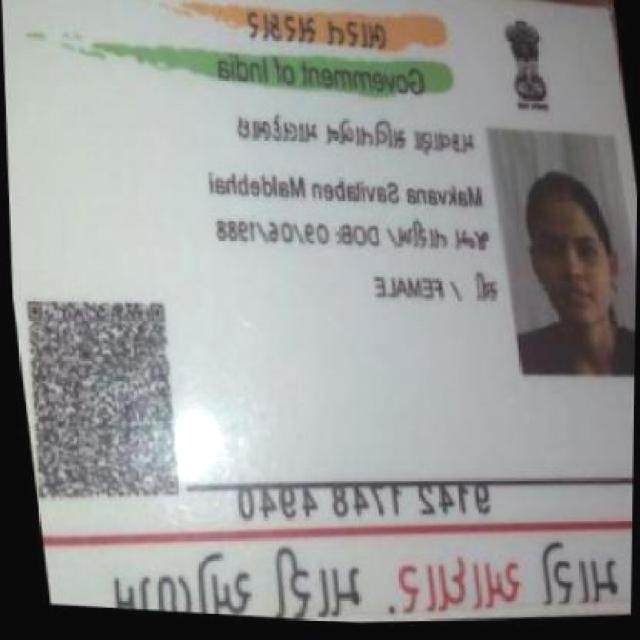 ભારત સરકાર
Government of India
મકવાણા સવિતાબેન માલદેભાઈ
Makvana Savitaben Maldebhai
જન્મ તારીખ/ DOB: 09/06/1988
સ્ત્રી / FEMALE
9142 1748 4940
મારો આધાર, મારી ઓળખ